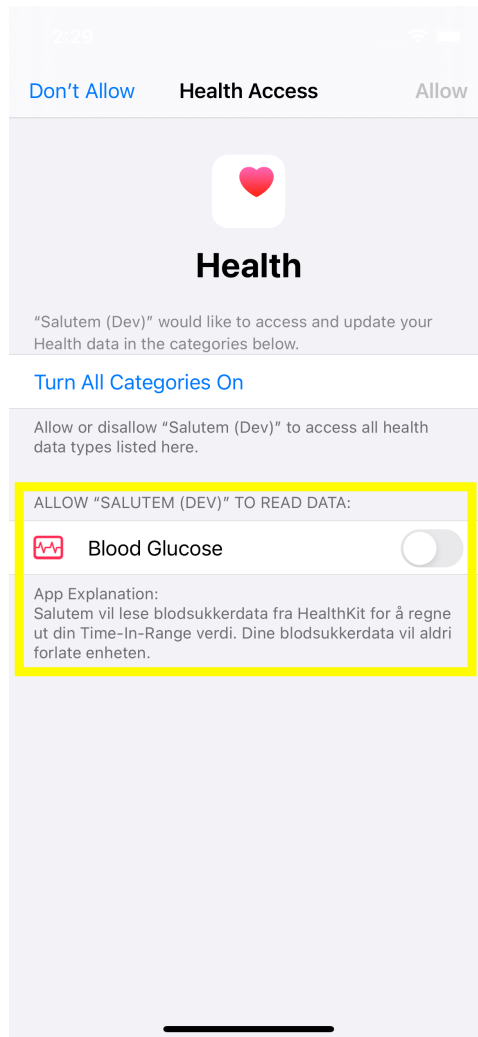 2:29
Don't Allow Health Access Allow
Health
“Salutem (Dev)” would like to access and update your
Health data in the categories below.
Turn All Categories On
Allow or disallow “Salutem (Dev)” to access all health
data types listed here.
ALLOW “SALUTEM (DEV)” TO READ DATA:
Blood Glucose
App Explanation:
Salutem vil lese blodsukkerdata fra HealthKit for å regne
ut din Time-In-Range verdi. Dine blodsukkerdata vil aldri
forlate enheten.